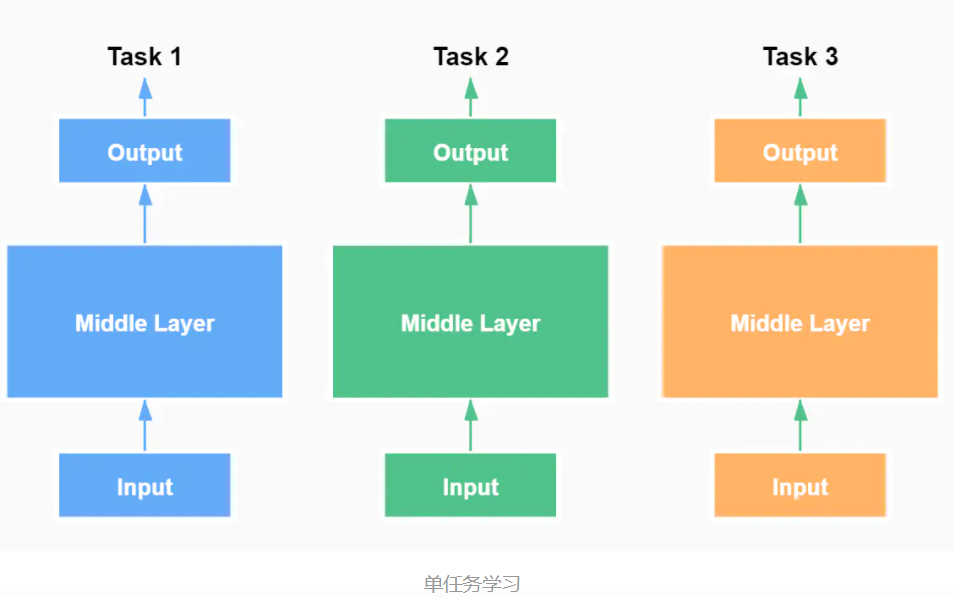 Task 1 Task 2 Task 3
Output Output Output
Middle Layer Middle Layer Middle Layer
Input Input Input
单任务学习